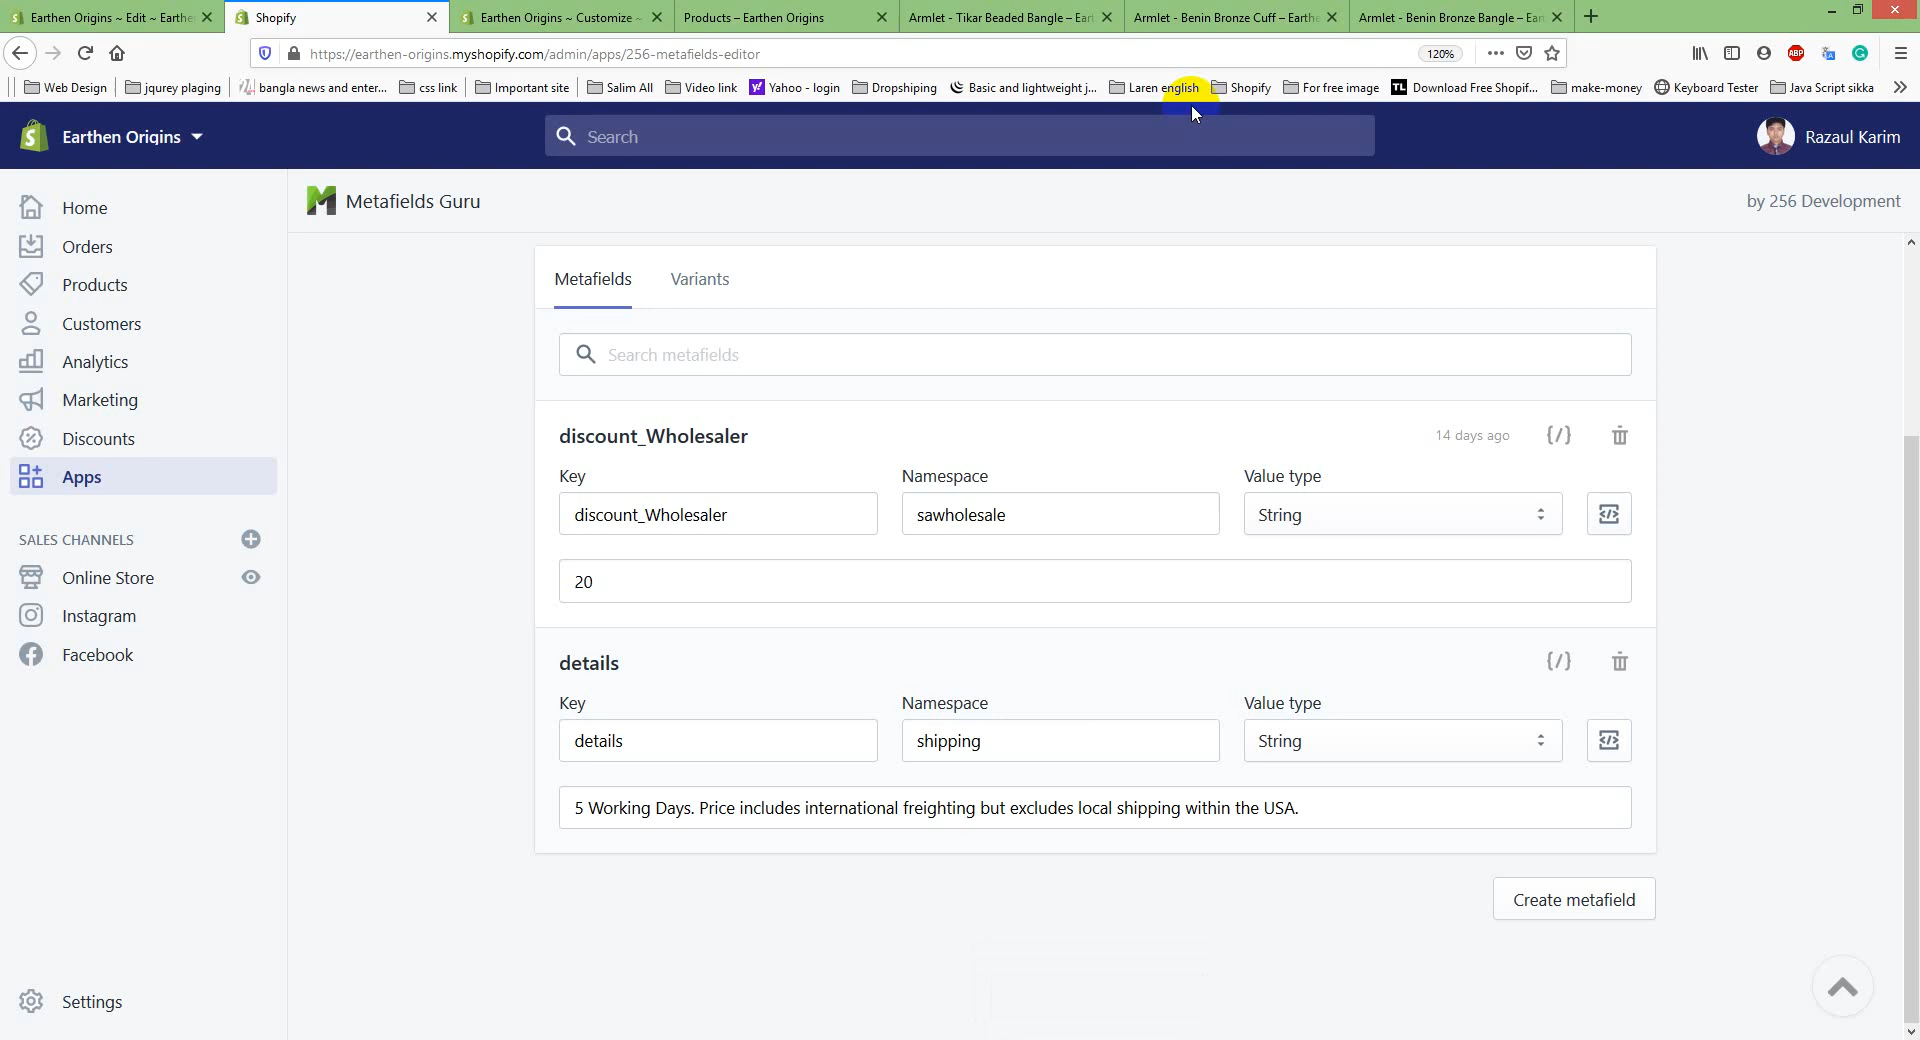 Earthen Origins ~ Edit ~ Earthe
Shopify
Earthen Origins ~ Customize ~
Products – Earthen Origins
Armlet - Tikar Beaded Bangle – Ear
Armlet - Benin Bronze Cuff – Earthe
Armlet - Benin Bronze Bangle – Ear
https://earthen-origins.myshopify.com/admin/apps/256-metafields-editor
120%
ABP
Web Design
jqurey plaging
bangla news and enter...
css link
Important site
Salim All
Video link
Yahoo - login
Dropshiping
Basic and lightweight j...
Laren english
Shopify
For free image
TL
Download Free Shopif...
make-money
Keyboard Tester
Java Script sikka
Earthen Origins
Search
Razaul Karim
Metafields Guru
by 256 Development
Home
Orders
Products
Customers
Analytics
Marketing
Discounts
Apps
SALES CHANNELS
Online Store
Instagram
Facebook
Settings
Metafields
Variants
Search metafields
discount_Wholesaler
14 days ago
Key
Namespace
Value type
discount_Wholesaler
sawholesale
String
20
details
Key
Namespace
Value type
details
shipping
String
5 Working Days. Price includes international freighting but excludes local shipping within the USA.
Create metafield